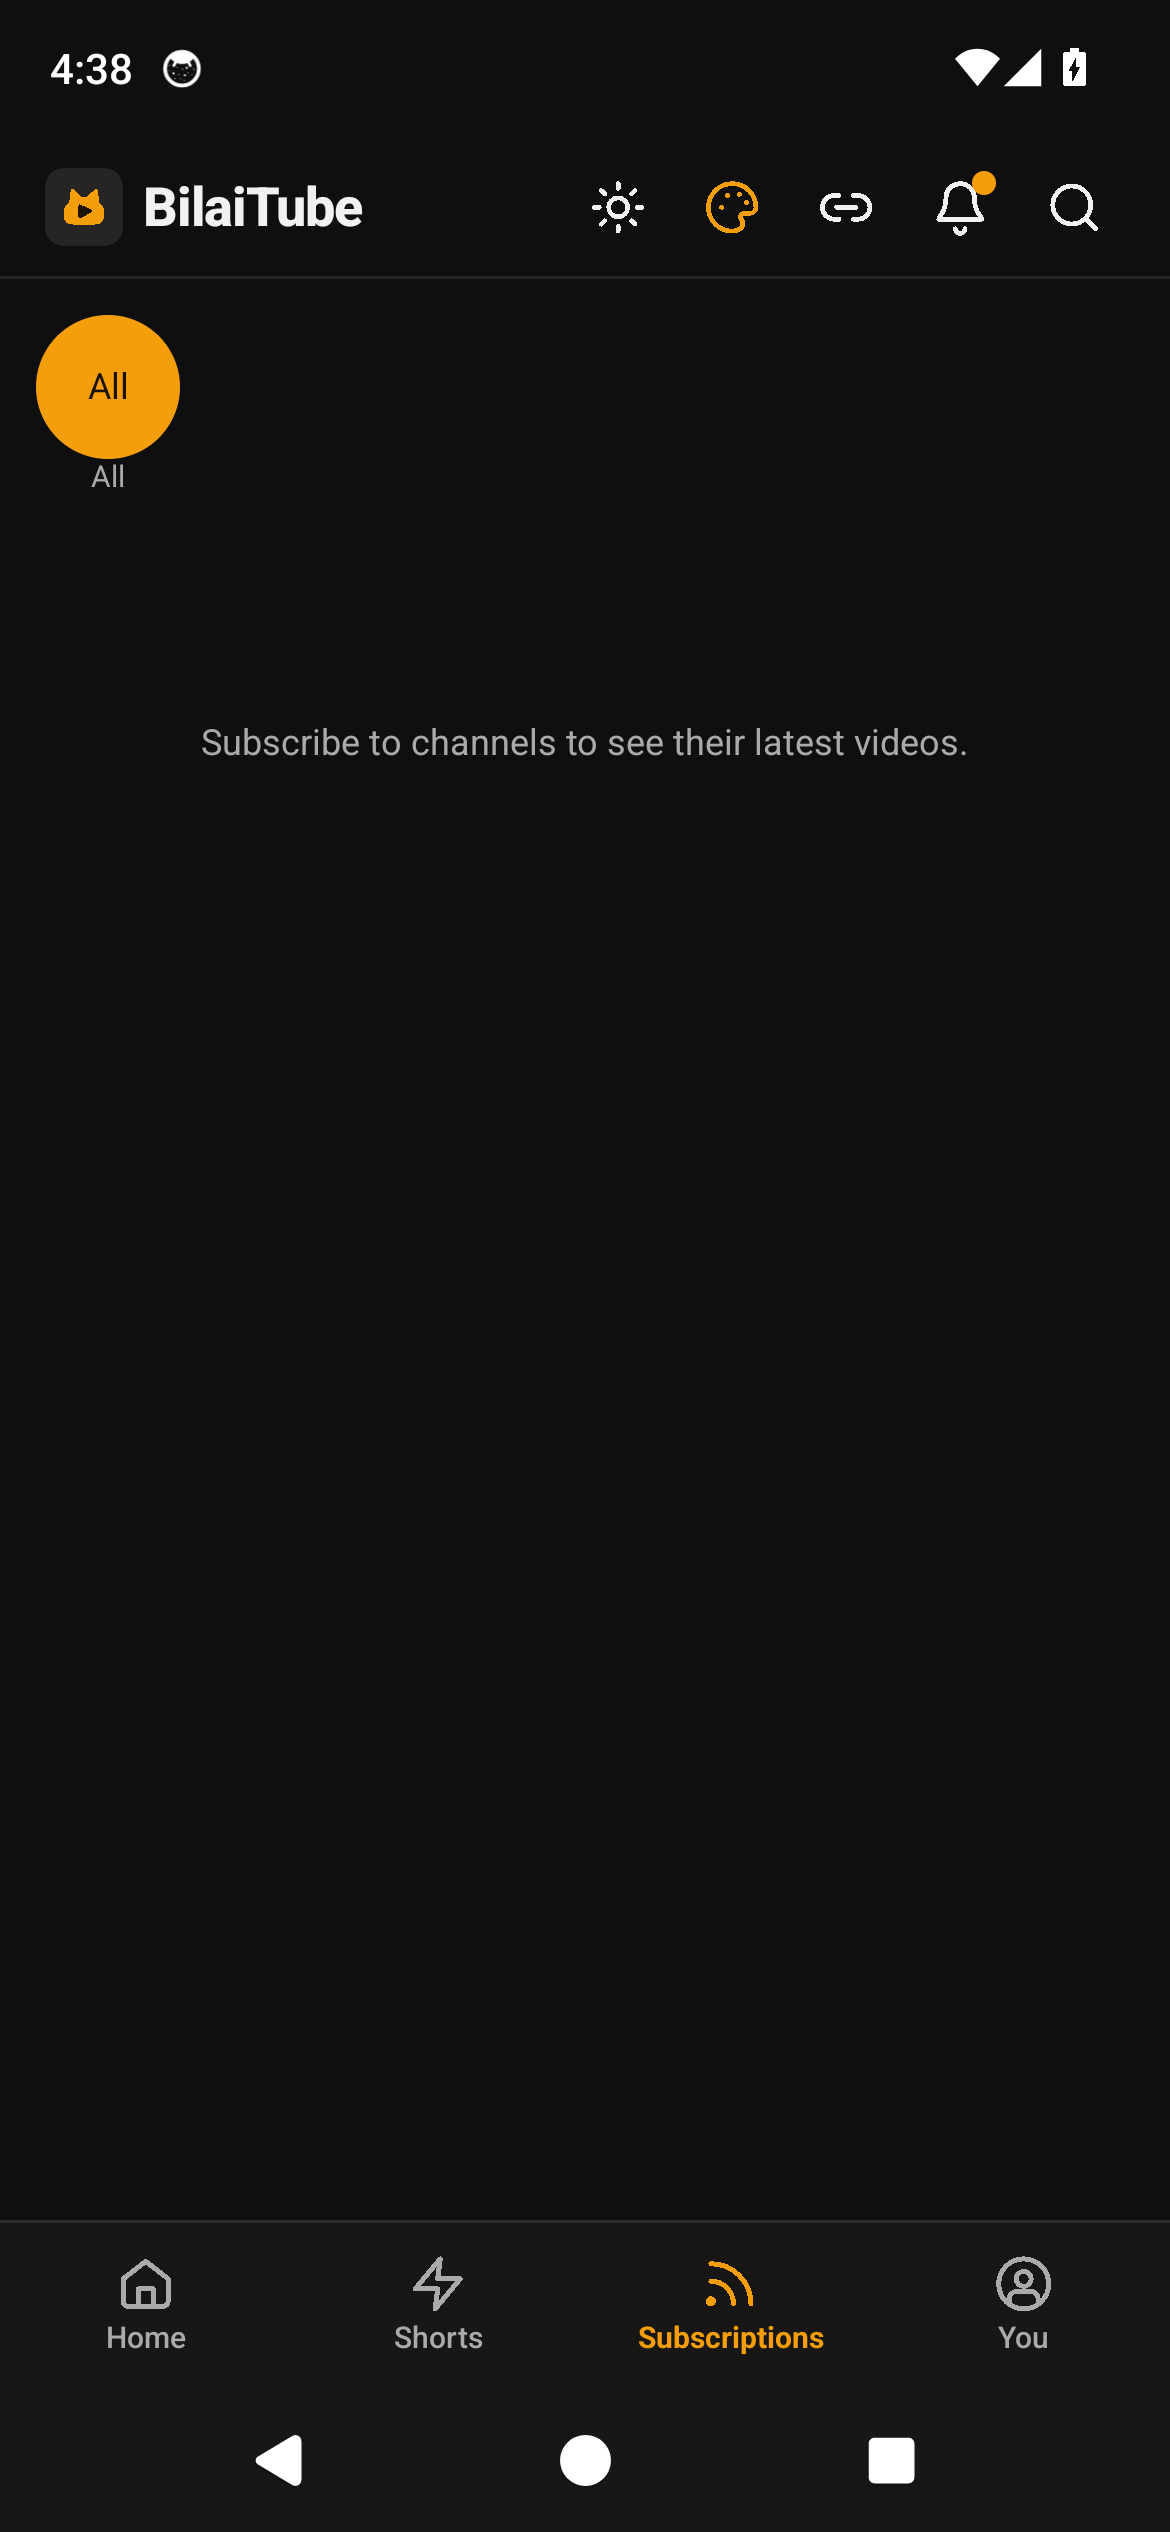 4:38
BilaiTube
All
All
Subscribe to channels to see their latest videos.
Home
Shorts
Subscriptions
You